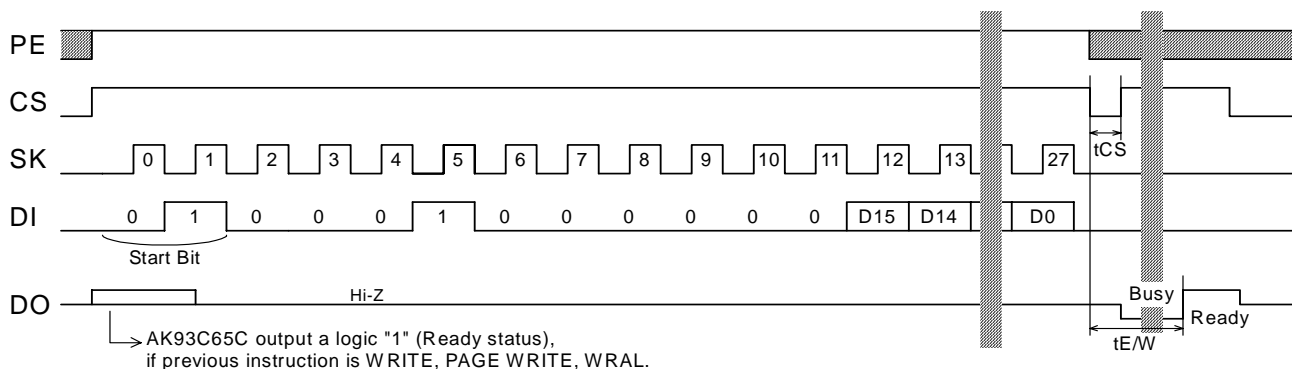 PE
CS
tCS
SK 0 1 2 3 4 5 6 7 8 9 10 11 12 13 27
DI 0 1 0 0 0 1 0 0 0 0 0 0 D15 D14 D0
Start Bit
DO Hi-Z Busy Ready
tE/W
AK93C65C output a logic "1" (Ready status),
if previous instruction is WRITE, PAGE WRITE, WRAL.